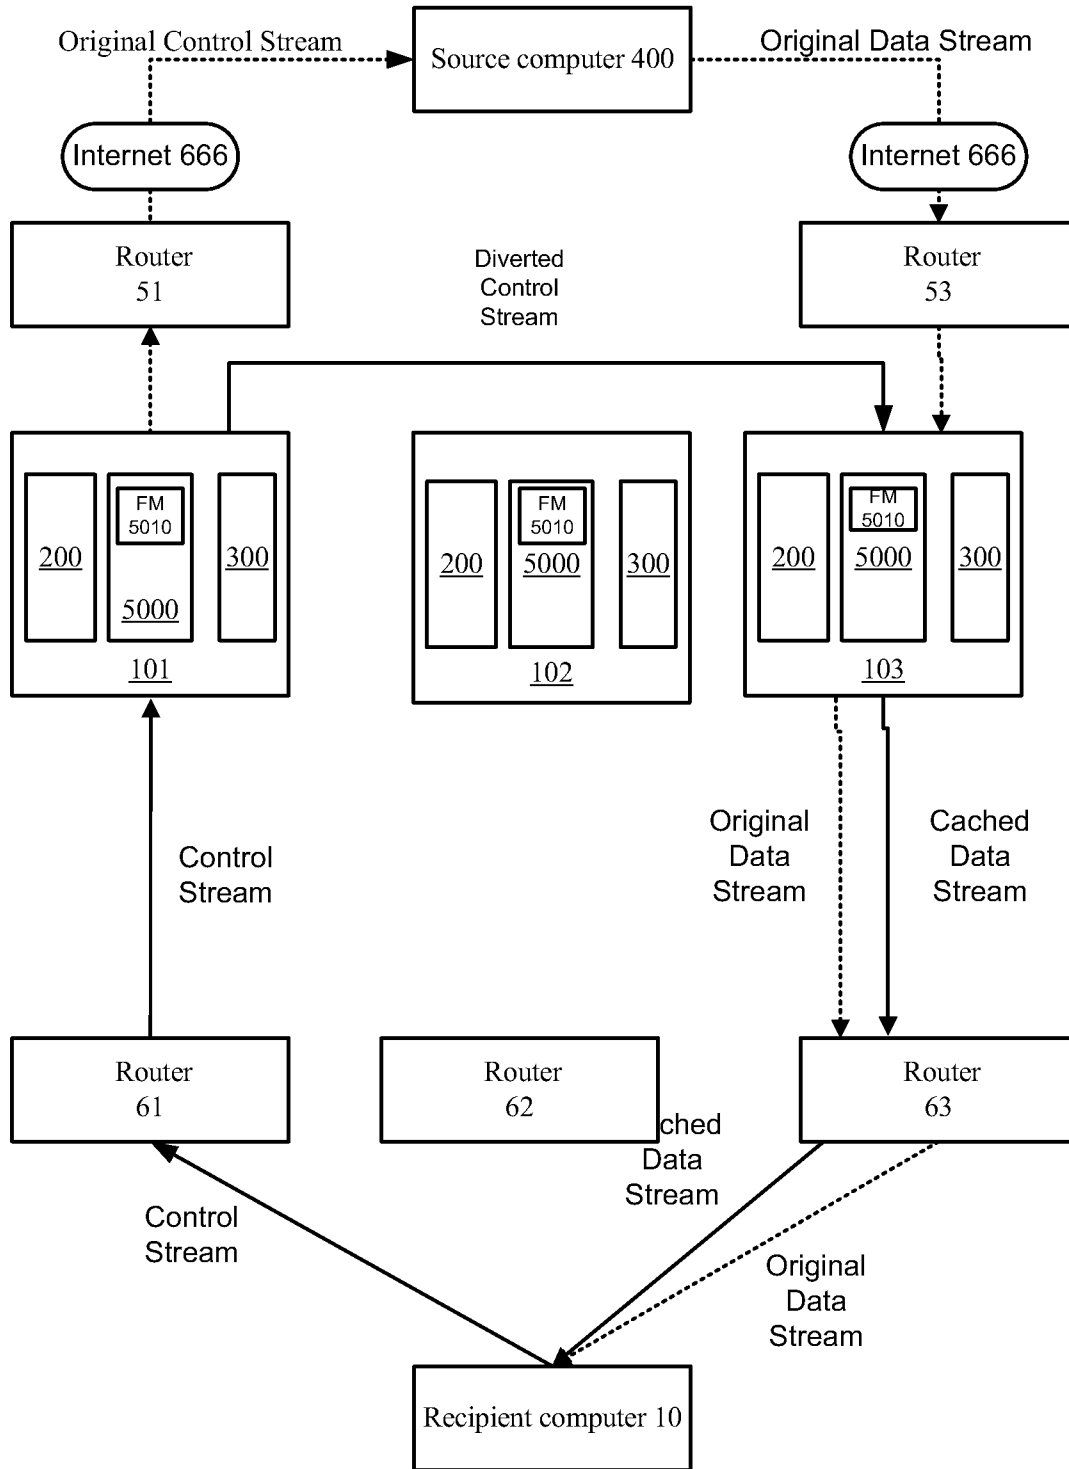 Original Control Stream
Source computer 400
Original Data Stream
Internet 666
Internet 666
Router
51
Diverted
Control
Stream
Router
53
200
FM
5010
5000
300
101
200
FM
5010
5000
300
102
200
FM
5010
5000
300
103
Control
Stream
Original
Data
Stream
Cached
Data
Stream
Router
61
Router
62
Router
63
ched
Data
Stream
Control
Stream
Original
Data
Stream
Recipient computer 10